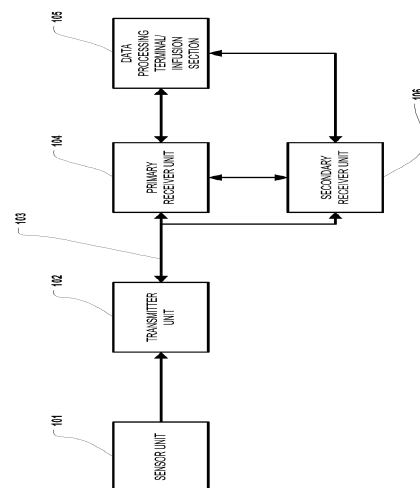 101
SENSOR UNIT
102
TRANSMITTER
UNIT
103
104
PRIMARY
RECEIVER UNIT
105
DATA
PROCESSING
TERMINAL/
INFUSION
SECTION
106
SECONDARY
RECEIVER UNIT